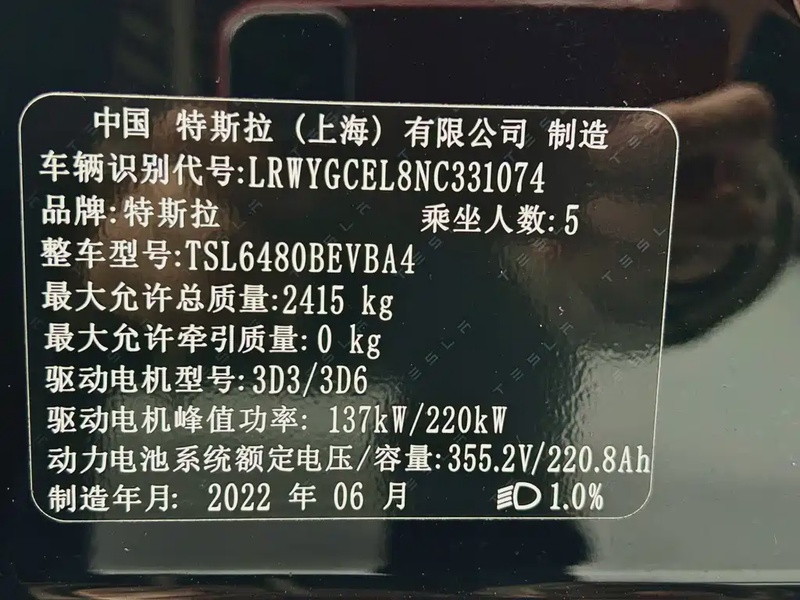 中国 特斯拉（上海）有限公司 制造
车辆识别代号:LRWYGCEL8NC331074
品牌:特斯拉 乘坐人数:5
整车型号:TSL6480BEVBA4
最大允许总质量:2415 kg
最大允许牵引质量:0 kg
驱动电机型号:3D3/3D6
驱动电机峰值功率: 137kW/220kW
动力电池系统额定电压/容量:355.2V/220.8Ah
制造年月: 2022 年 06 月 1.0%
TESLA